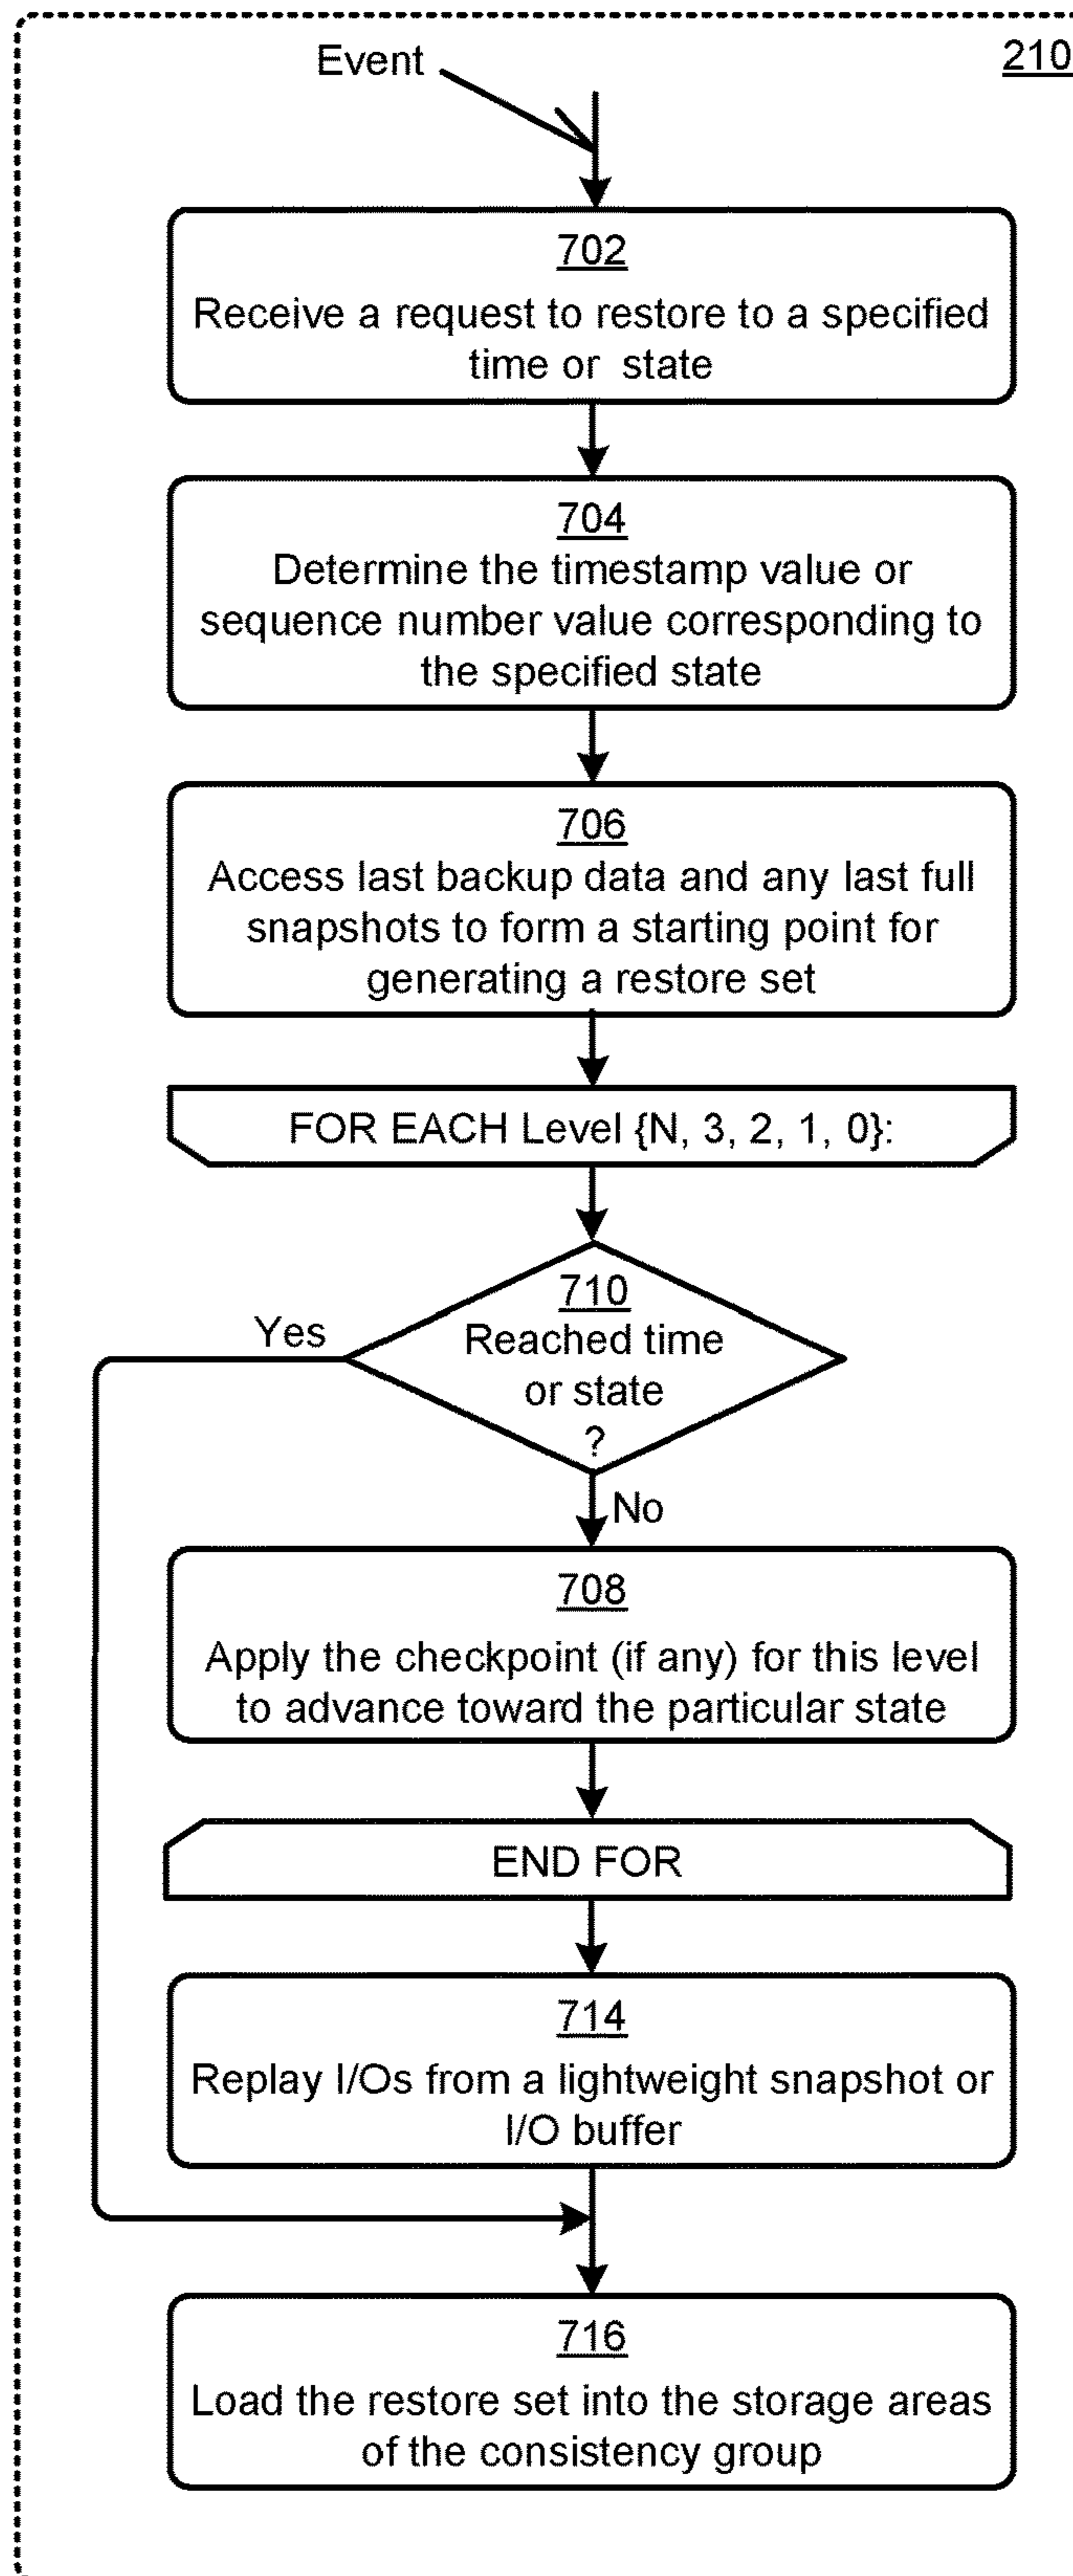 Event
210
702
Receive a request to restore to a specified
time or state
704
Determine the timestamp value or
sequence number value corresponding to
the specified state
706
Access last backup data and any last full
snapshots to form a starting point for
generating a restore set
FOR EACH Level {N, 3, 2, 1, 0}:
710
Yes
Reached time
or state
?
No
708
Apply the checkpoint (if any) for this level
to advance toward the particular state
END FOR
714
Replay I/Os from a lightweight snapshot or
I/O buffer
716
Load the restore set into the storage areas
of the consistency group